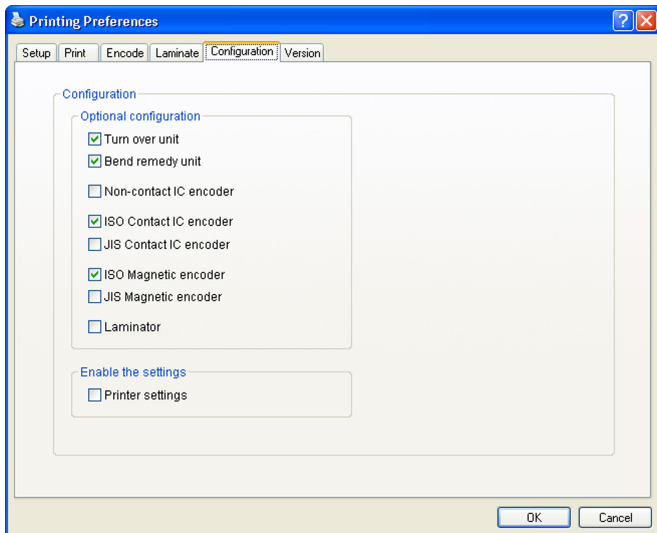 Printing Preferences
Setup Print Encode Laminate Configuration Version
Configuration
Optional configuration
Turn over unit
Bend remedy unit
Non-contact IC encoder
ISO Contact IC encoder
JIS Contact IC encoder
ISO Magnetic encoder
JIS Magnetic encoder
Laminator
Enable the settings
Printer settings
OK Cancel